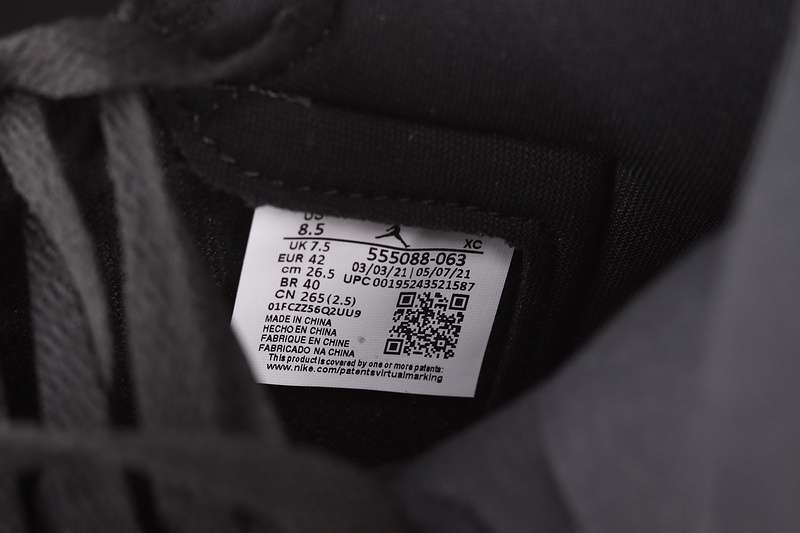 US
8.5
XC
UK 7.5
555088-063
EUR 42
03/03/21 | 05/07/21
cm 26.5
UPC 00195243521587
BR 40
CN 265 (2.5)
01FCZZ56Q2UU9
MADE IN CHINA
HECHO EN CHINA
FABRIQUE EN CHINE
FABRICADO NA CHINA
This product is covered by one or more patents:
www.nike.com/patentsvirtualmarking